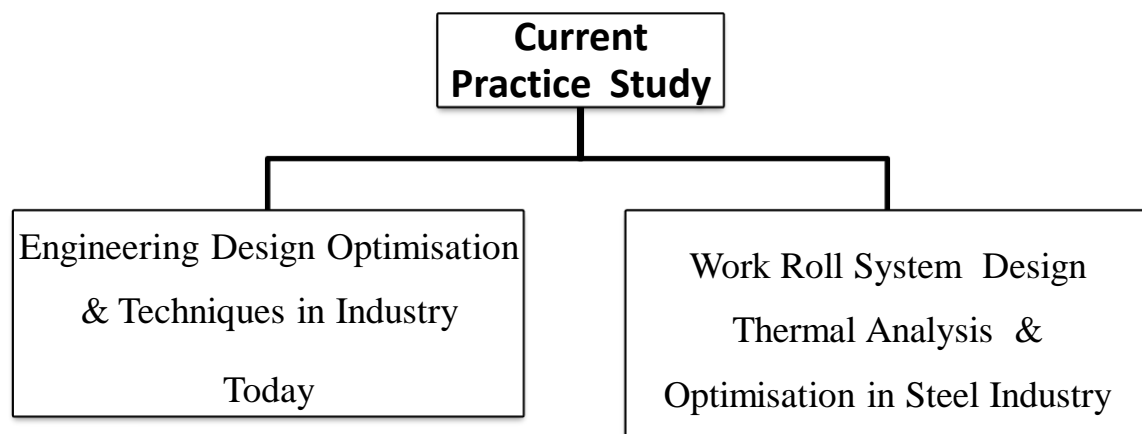 Current
Practice Study
Engineering Design Optimisation
& Techniques in Industry
Today
Work Roll System Design
Thermal Analysis &
Optimisation in Steel Industry